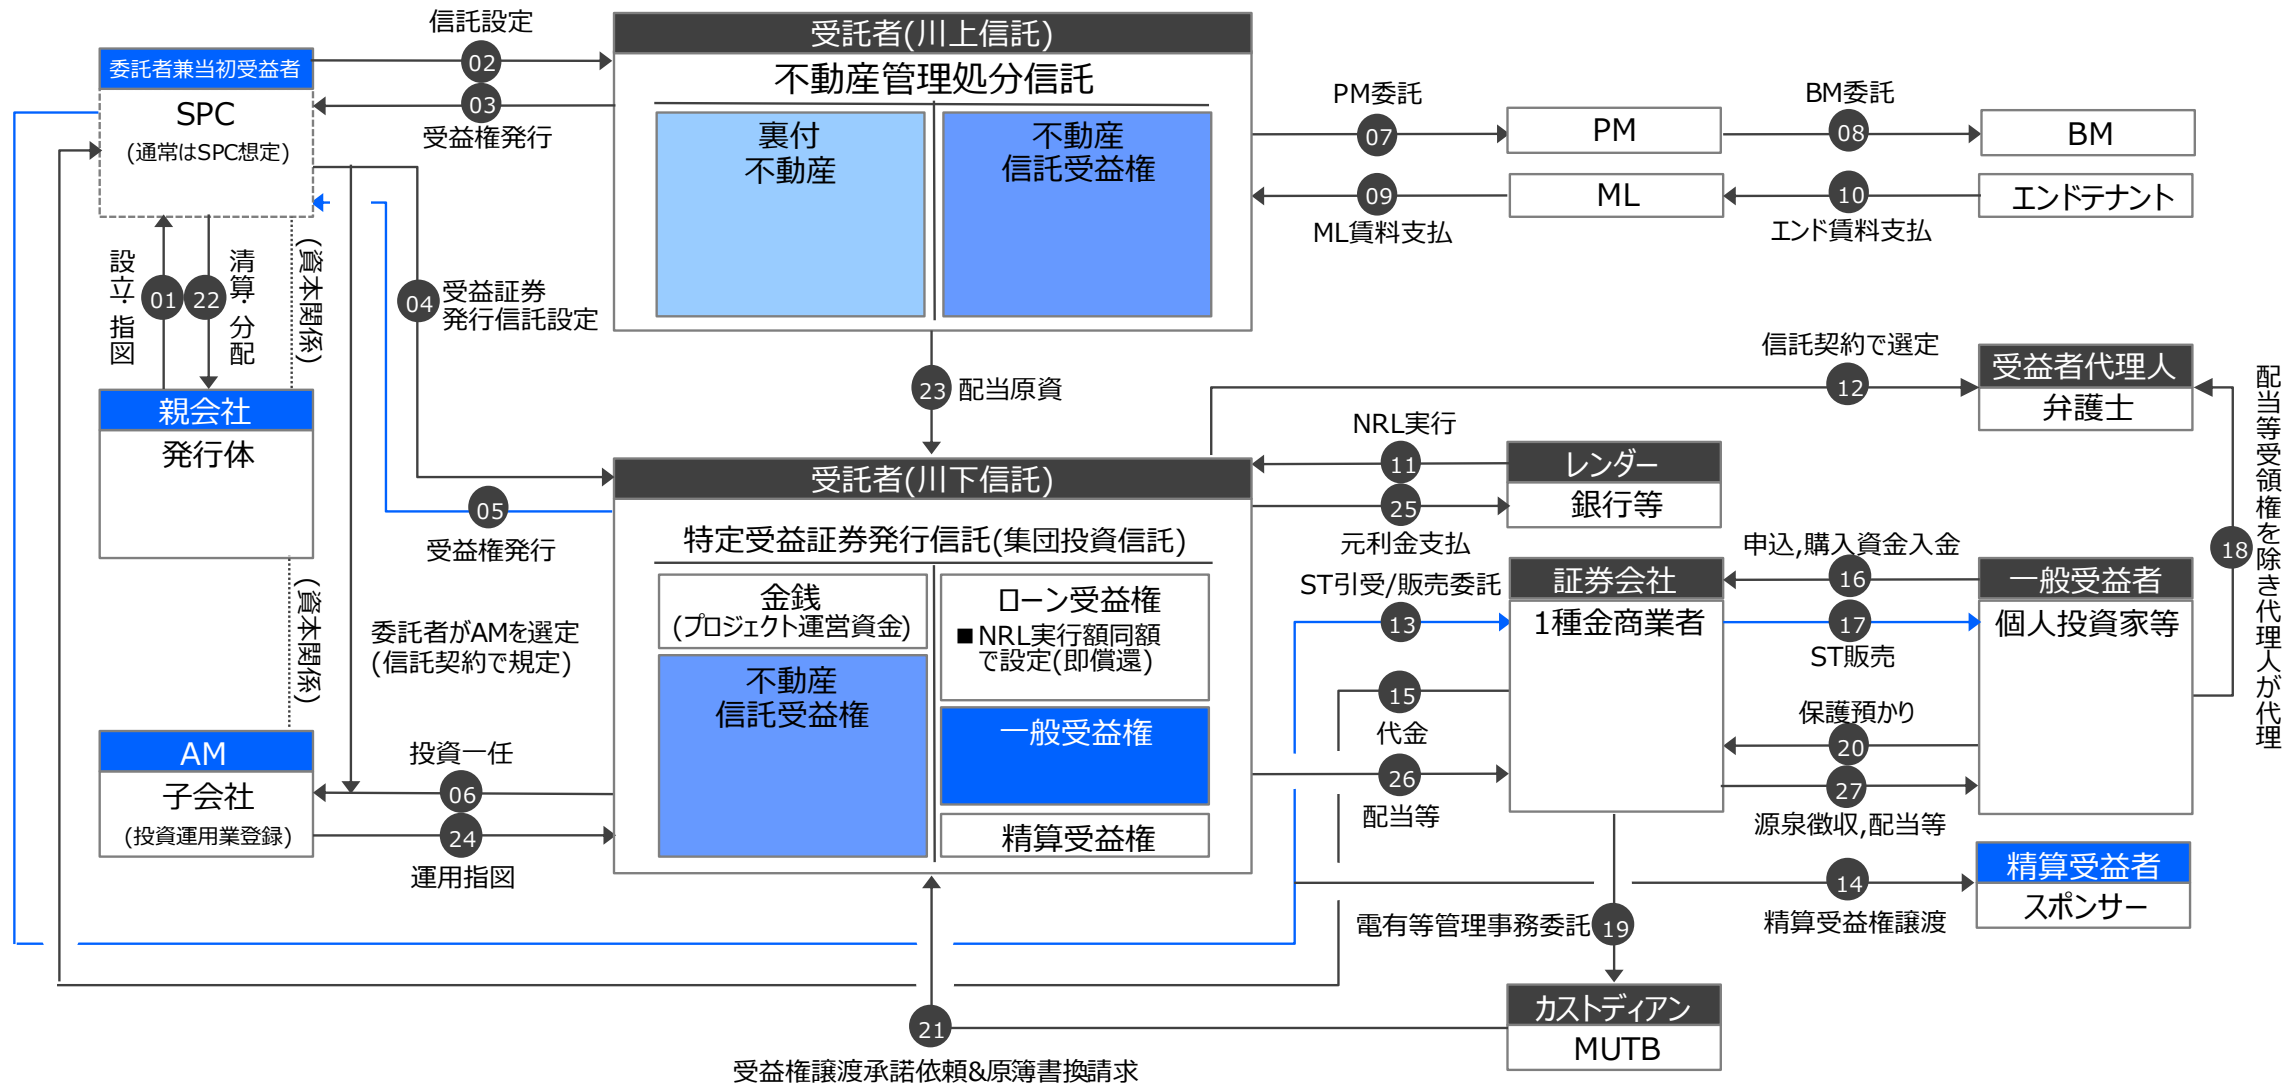 信託設定
02
03
受益権発行
委託者兼当初受益者
SPC
(通常はSPC想定)
受託者(川上信託)
不動産管理処分信託
裏付
不動産
不動産
信託受益権
PM委託
07
PM
BM委託
08
BM
09
ML賃料支払
ML
10
エンド賃料支払
エンドテナント
設立・指図
01
22
清算・分配
(資本関係)
04
受益証券
発行信託設定
23
配当原資
親会社
発行体
信託契約で選定
12
受益者代理人
弁護士
配当等受領権を除き代理人が代理
18
NRL実行
11
25
元利金支払
レンダー
銀行等
05
受益権発行
受託者(川下信託)
特定受益証券発行信託(集団投資信託)
金銭
(プロジェクト運営資金)
不動産
信託受益権
ローン受益権
■NRL実行額同額
で設定(即償還)
一般受益権
精算受益権
(資本関係)
委託者がAMを選定
(信託契約で規定)
AM
子会社
(投資運用業登録)
投資一任
06
24
運用指図
ST引受/販売委託
13
15
代金
26
配当等
証券会社
1種金商業者
申込,購入資金入金
16
17
ST販売
保護預かり
20
27
源泉徴収,配当等
一般受益者
個人投資家等
14
精算受益権譲渡
精算受益者
スポンサー
電有等管理事務委託
19
カストディアン
MUTB
21
受益権譲渡承諾依頼&原簿書換請求